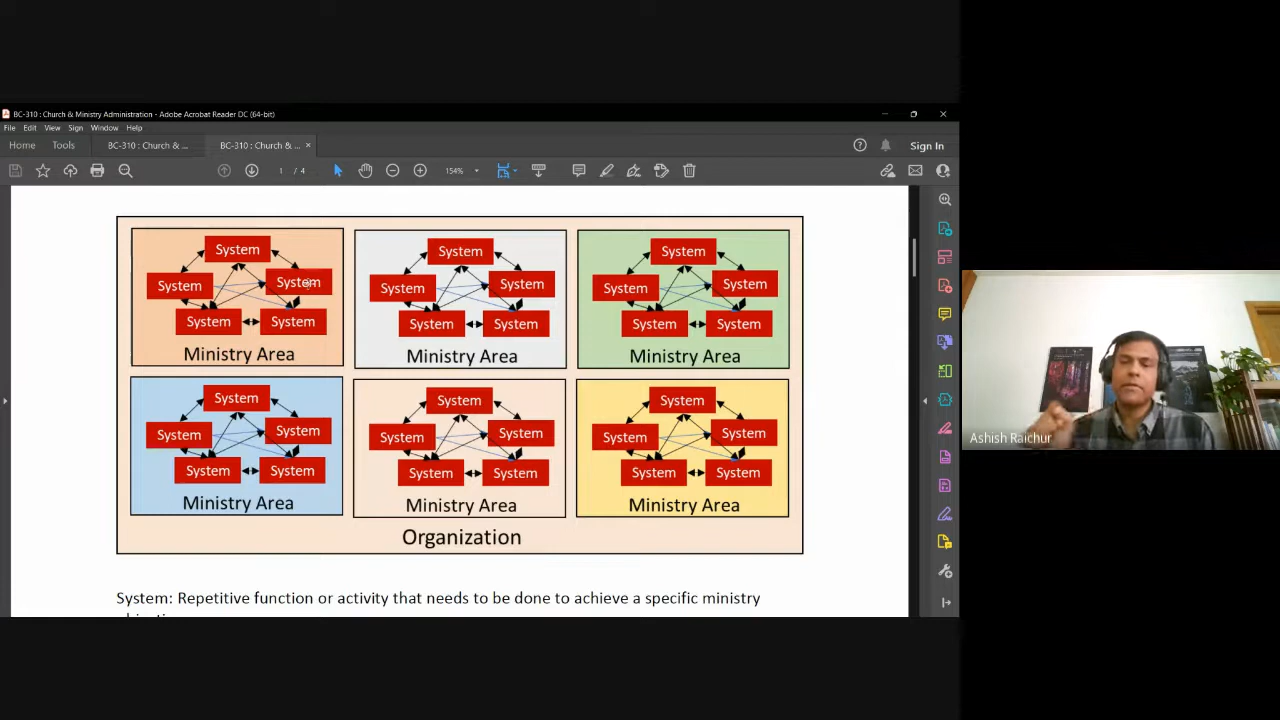 BC-310 : Church & Ministry Administration - Adobe Acrobat Reader DC (64-bit)
File Edit View Sign Window Help
Home Tools BC-310 : Church & ... BC-310 : Church & ... ×
Sign In
1 / 4 154%
System System System
System System System System System System
System System System System System System
Ministry Area Ministry Area Ministry Area
System System System
System System System System System System
System System System System System System
Ministry Area Ministry Area Ministry Area
Organization
System: Repetitive function or activity that needs to be done to achieve a specific ministry
Ashish Raichur